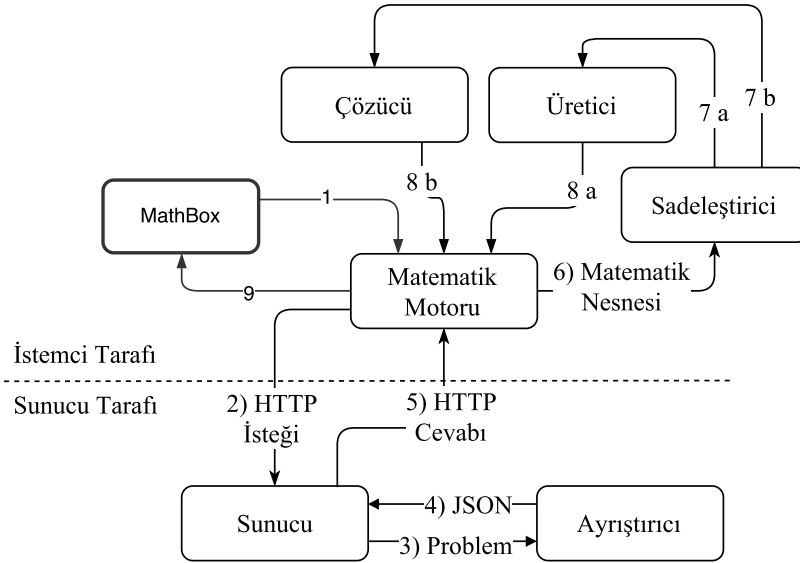 7 b
Çözücü
Üretici
7 a
8 b
8 a
1
MathBox
Sadeleştirici
Matematik
Motoru
6) Matematik
Nesnesi
9
İstemci Tarafı
Sunucu Tarafı
2) HTTP
İsteği
5) HTTP
Cevabı
4) JSON
Sunucu
Ayrıştırıcı
3) Problem